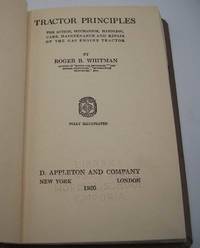 TRACTOR PRINCIPLES
THE ACTION, MECHANISM, HANDLING,
CARE, MAINTENANCE AND REPAIR
OF THE GAS ENGINE TRACTOR
BY
ROGER B. WHITMAN
FULLY ILLUSTRATED
D. APPLETON AND COMPANY
NEW YORK LONDON
1920